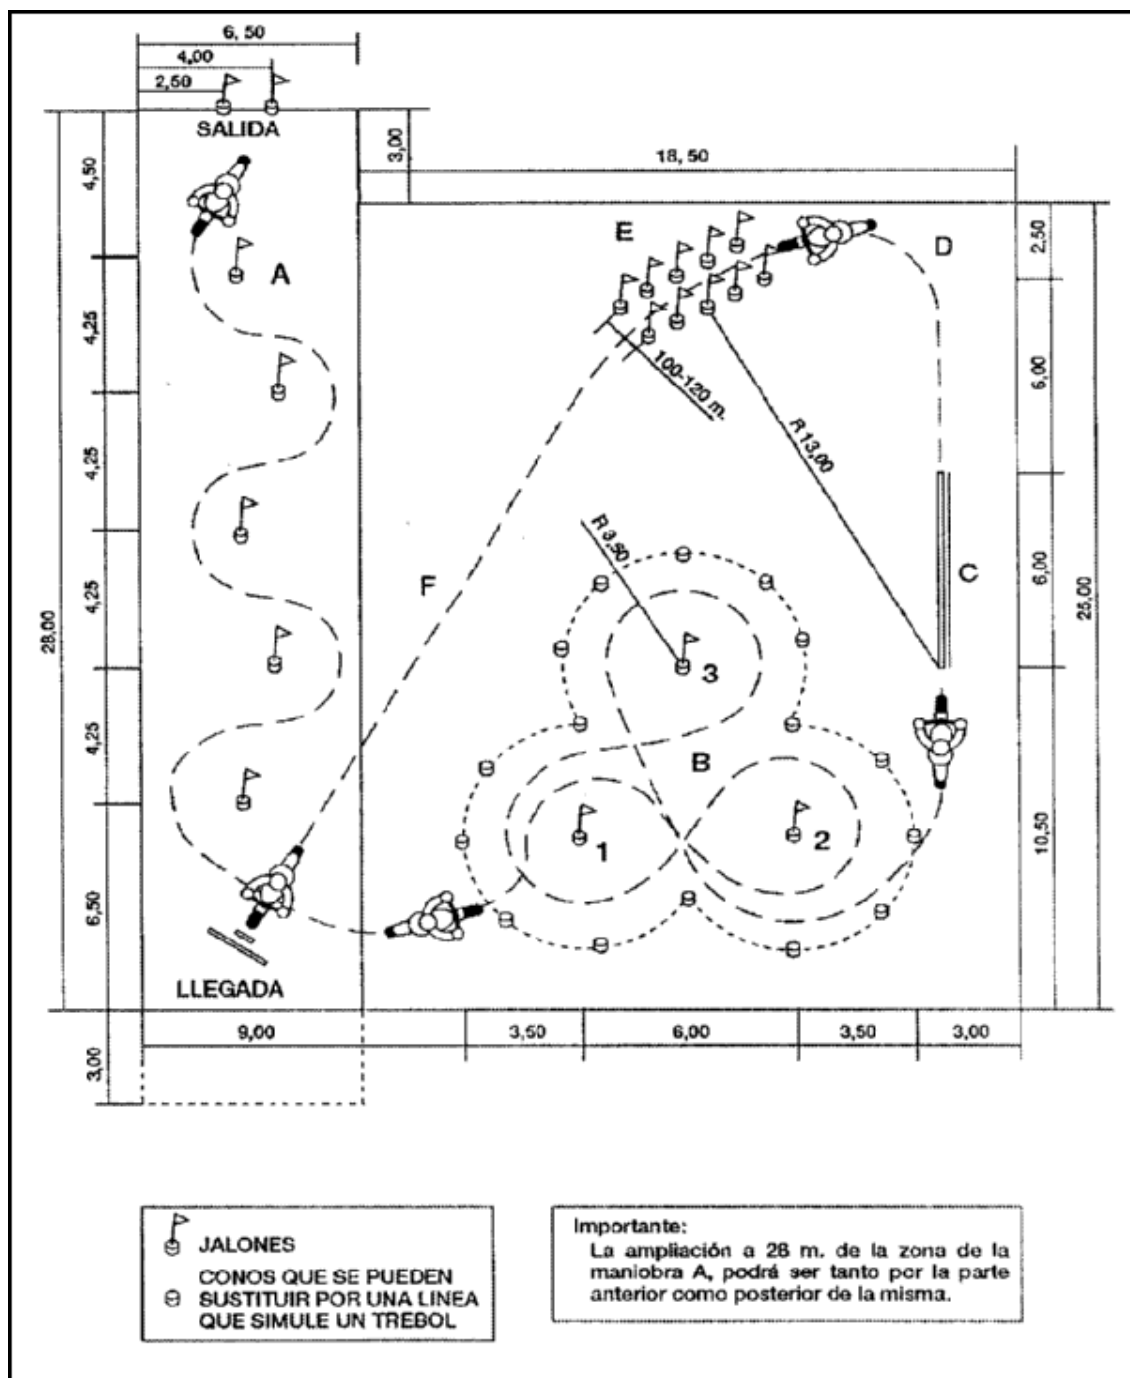 6,50
4,00
2,50
SALIDA
3,00
18,50
4,50
E
D
2,50
A
4,25
100-120 m.
6,00
R 13,00
4,25
R 3,50
F
C
4,25
6,00
25,00
28,00
3
4,25
B
1
2
10,50
6,50
LLEGADA
9,00
3,50
6,00
3,50
3,00
3,00
JALONES
CONOS QUE SE PUEDEN
SUSTITUIR POR UNA LINEA
QUE SIMULE UN TREBOL
Importante:
La ampliación a 28 m. de la zona de la
maniobra A, podrá ser tanto por la parte
anterior como posterior de la misma.